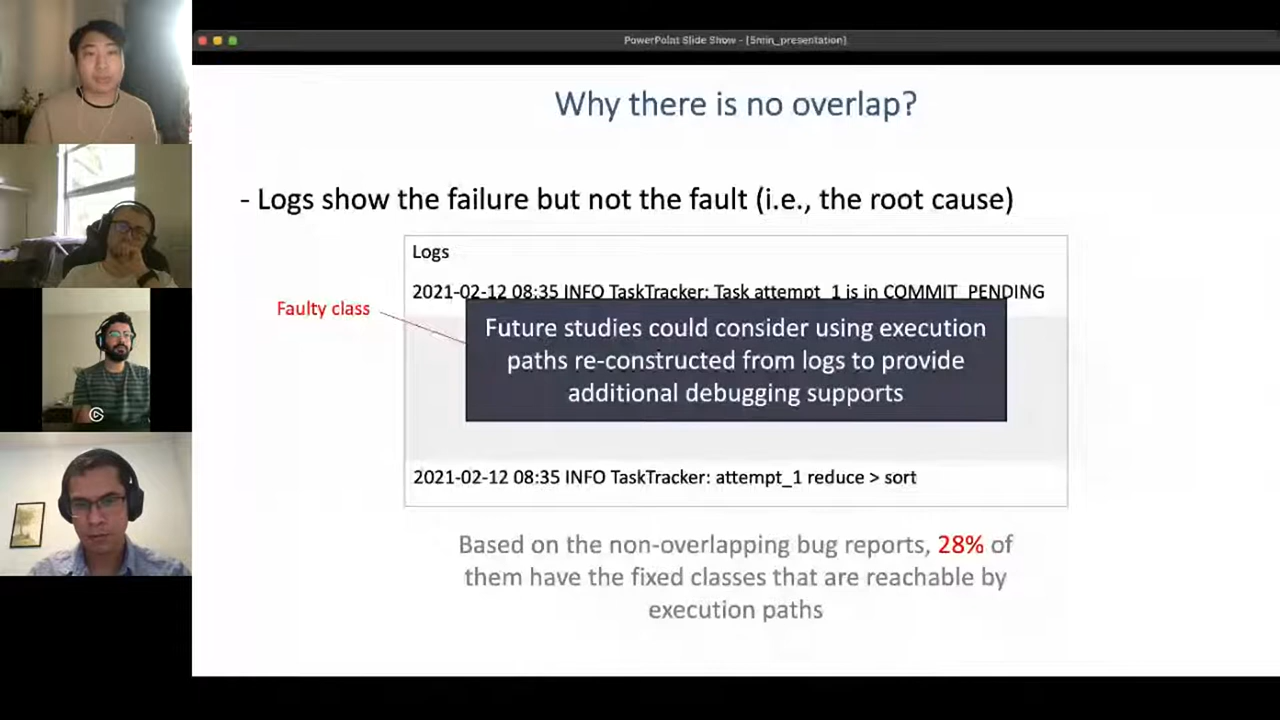 PowerPoint Slide Show - [5min_presentation]
Why there is no overlap?
- Logs show the failure but not the fault (i.e., the root cause)
Logs
2021-02-12 08:35 INFO TaskTracker: Task attempt_1 is in COMMIT_PENDING
Faulty class
Future studies could consider using execution
paths re-constructed from logs to provide
additional debugging supports
2021-02-12 08:35 INFO TaskTracker: attempt_1 reduce > sort
Based on the non-overlapping bug reports, 28% of
them have the fixed classes that are reachable by
execution paths